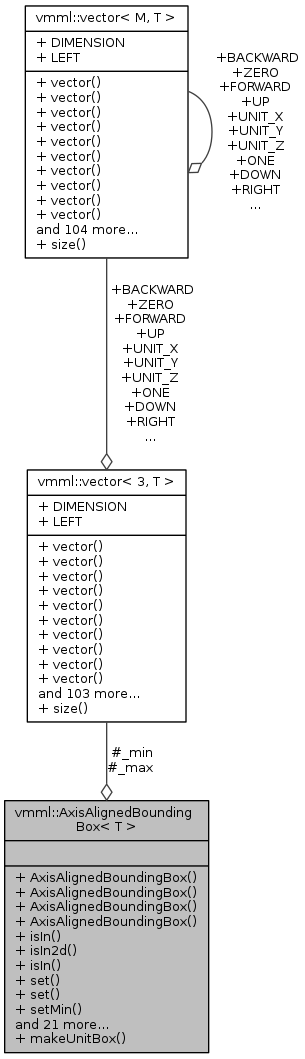 vmml::vector< M, T >
+ DIMENSION
+ LEFT
+ vector()
+ vector()
+ vector()
+ vector()
+ vector()
+ vector()
+ vector()
+ vector()
+ vector()
+ vector()
and 104 more...
+ size()
+BACKWARD
+ZERO
+FORWARD
+UP
+UNIT_X
+UNIT_Y
+UNIT_Z
+ONE
+DOWN
+RIGHT
...
+BACKWARD
+ZERO
+FORWARD
+UP
+UNIT_X
+UNIT_Y
+UNIT_Z
+ONE
+DOWN
+RIGHT
...
vmml::vector< 3, T >
+ DIMENSION
+ LEFT
+ vector()
+ vector()
+ vector()
+ vector()
+ vector()
+ vector()
+ vector()
+ vector()
+ vector()
+ vector()
and 103 more...
+ size()
#_min
#_max
vmml::AxisAlignedBounding
Box< T >
+ AxisAlignedBoundingBox()
+ AxisAlignedBoundingBox()
+ AxisAlignedBoundingBox()
+ AxisAlignedBoundingBox()
+ isIn()
+ isIn2d()
+ isIn()
+ set()
+ set()
+ setMin()
and 21 more...
+ makeUnitBox()